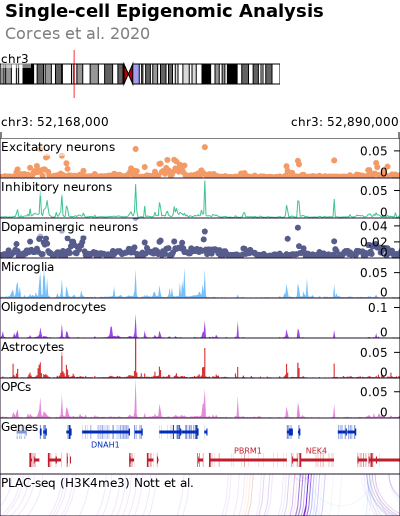 Single-cell Epigenomic Analysis
Corces et al. 2020
chr3
chr3: 52,168,000 chr3: 52,890,000
Excitatory neurons 0.05
0
Inhibitory neurons 0.05
0
Dopaminergic neurons 0.04
0.02
0
Microglia 0.05
0
Oligodendrocytes 0.1
0
Astrocytes 0.05
0
OPCs 0.05
0
Genes
DNAH1
PBRM1 NEK4
PLAC-seq (H3K4me3) Nott et al.